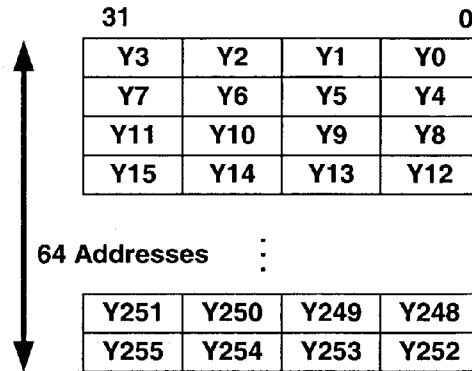 31 0
Y3 Y2 Y1 Y0
Y7 Y6 Y5 Y4
Y11 Y10 Y9 Y8
Y15 Y14 Y13 Y12
64 Addresses
Y251 Y250 Y249 Y248
Y255 Y254 Y253 Y252